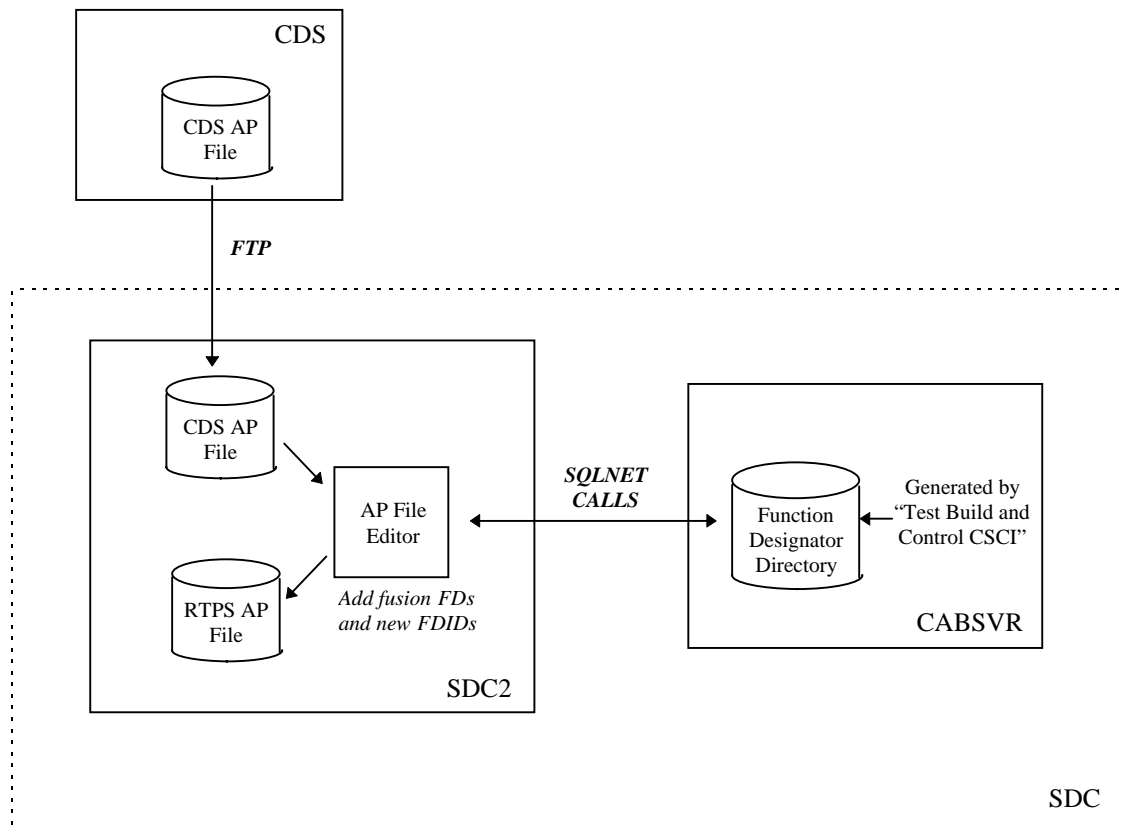 CDS
CDS AP
File
FTP
CDS AP
File
AP File
Editor
RTPS AP
File
Add fusion FDs
and new FDIDs
SDC2
SQLNET
CALLS
Function
Designator
Directory
Generated by
“Test Build and
Control CSCI”
CABSVR
SDC